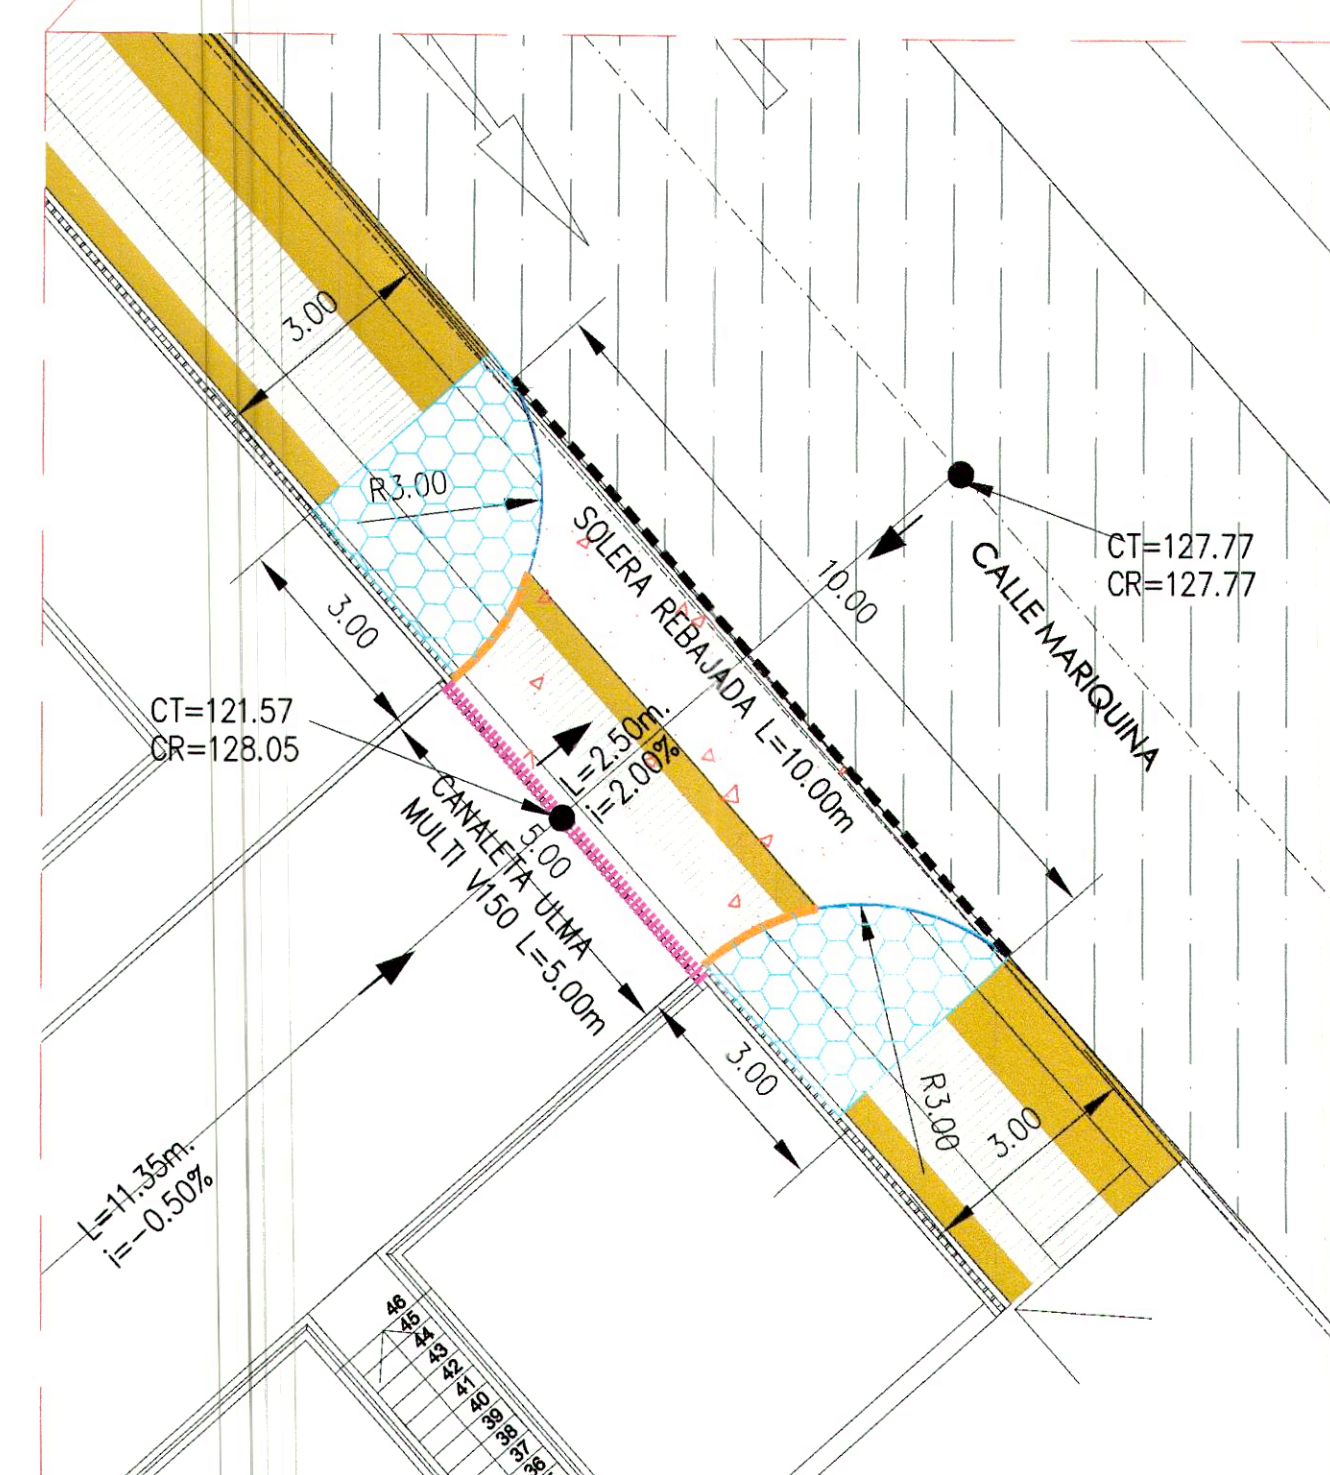 3.00
R3.00
SOLERA REBAJADA L=10.00m
10.00
CT=127.77
CR=127.77
CALLE MARIQUINA
3.00
CT=121.57
CR=128.05
L=2.50m.
i=2.00%
5.00
CANALETA ULMA
MULTI V150 L=5.00m
3.00
R3.00
3.00
L=11.35m.
i=-0.50%
46
45
44
43
42
41
40
39
38
37
36